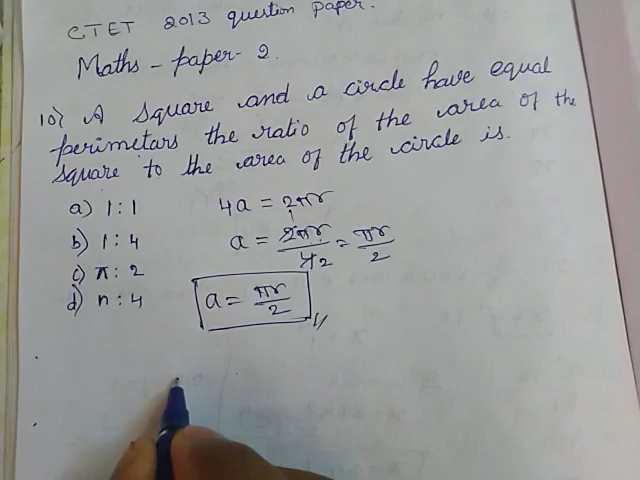 CTET 2013 question paper.
Maths - paper - 2.
10) A square and a circle have equal
perimetars the ratio of the area of the
square to the area of the circle is.
a) 1 : 1
4a = 2πr
b) 1 : 4
a = 2πr/4 2 = πr/2
c) π : 2
d) n : 4
a = πr/2